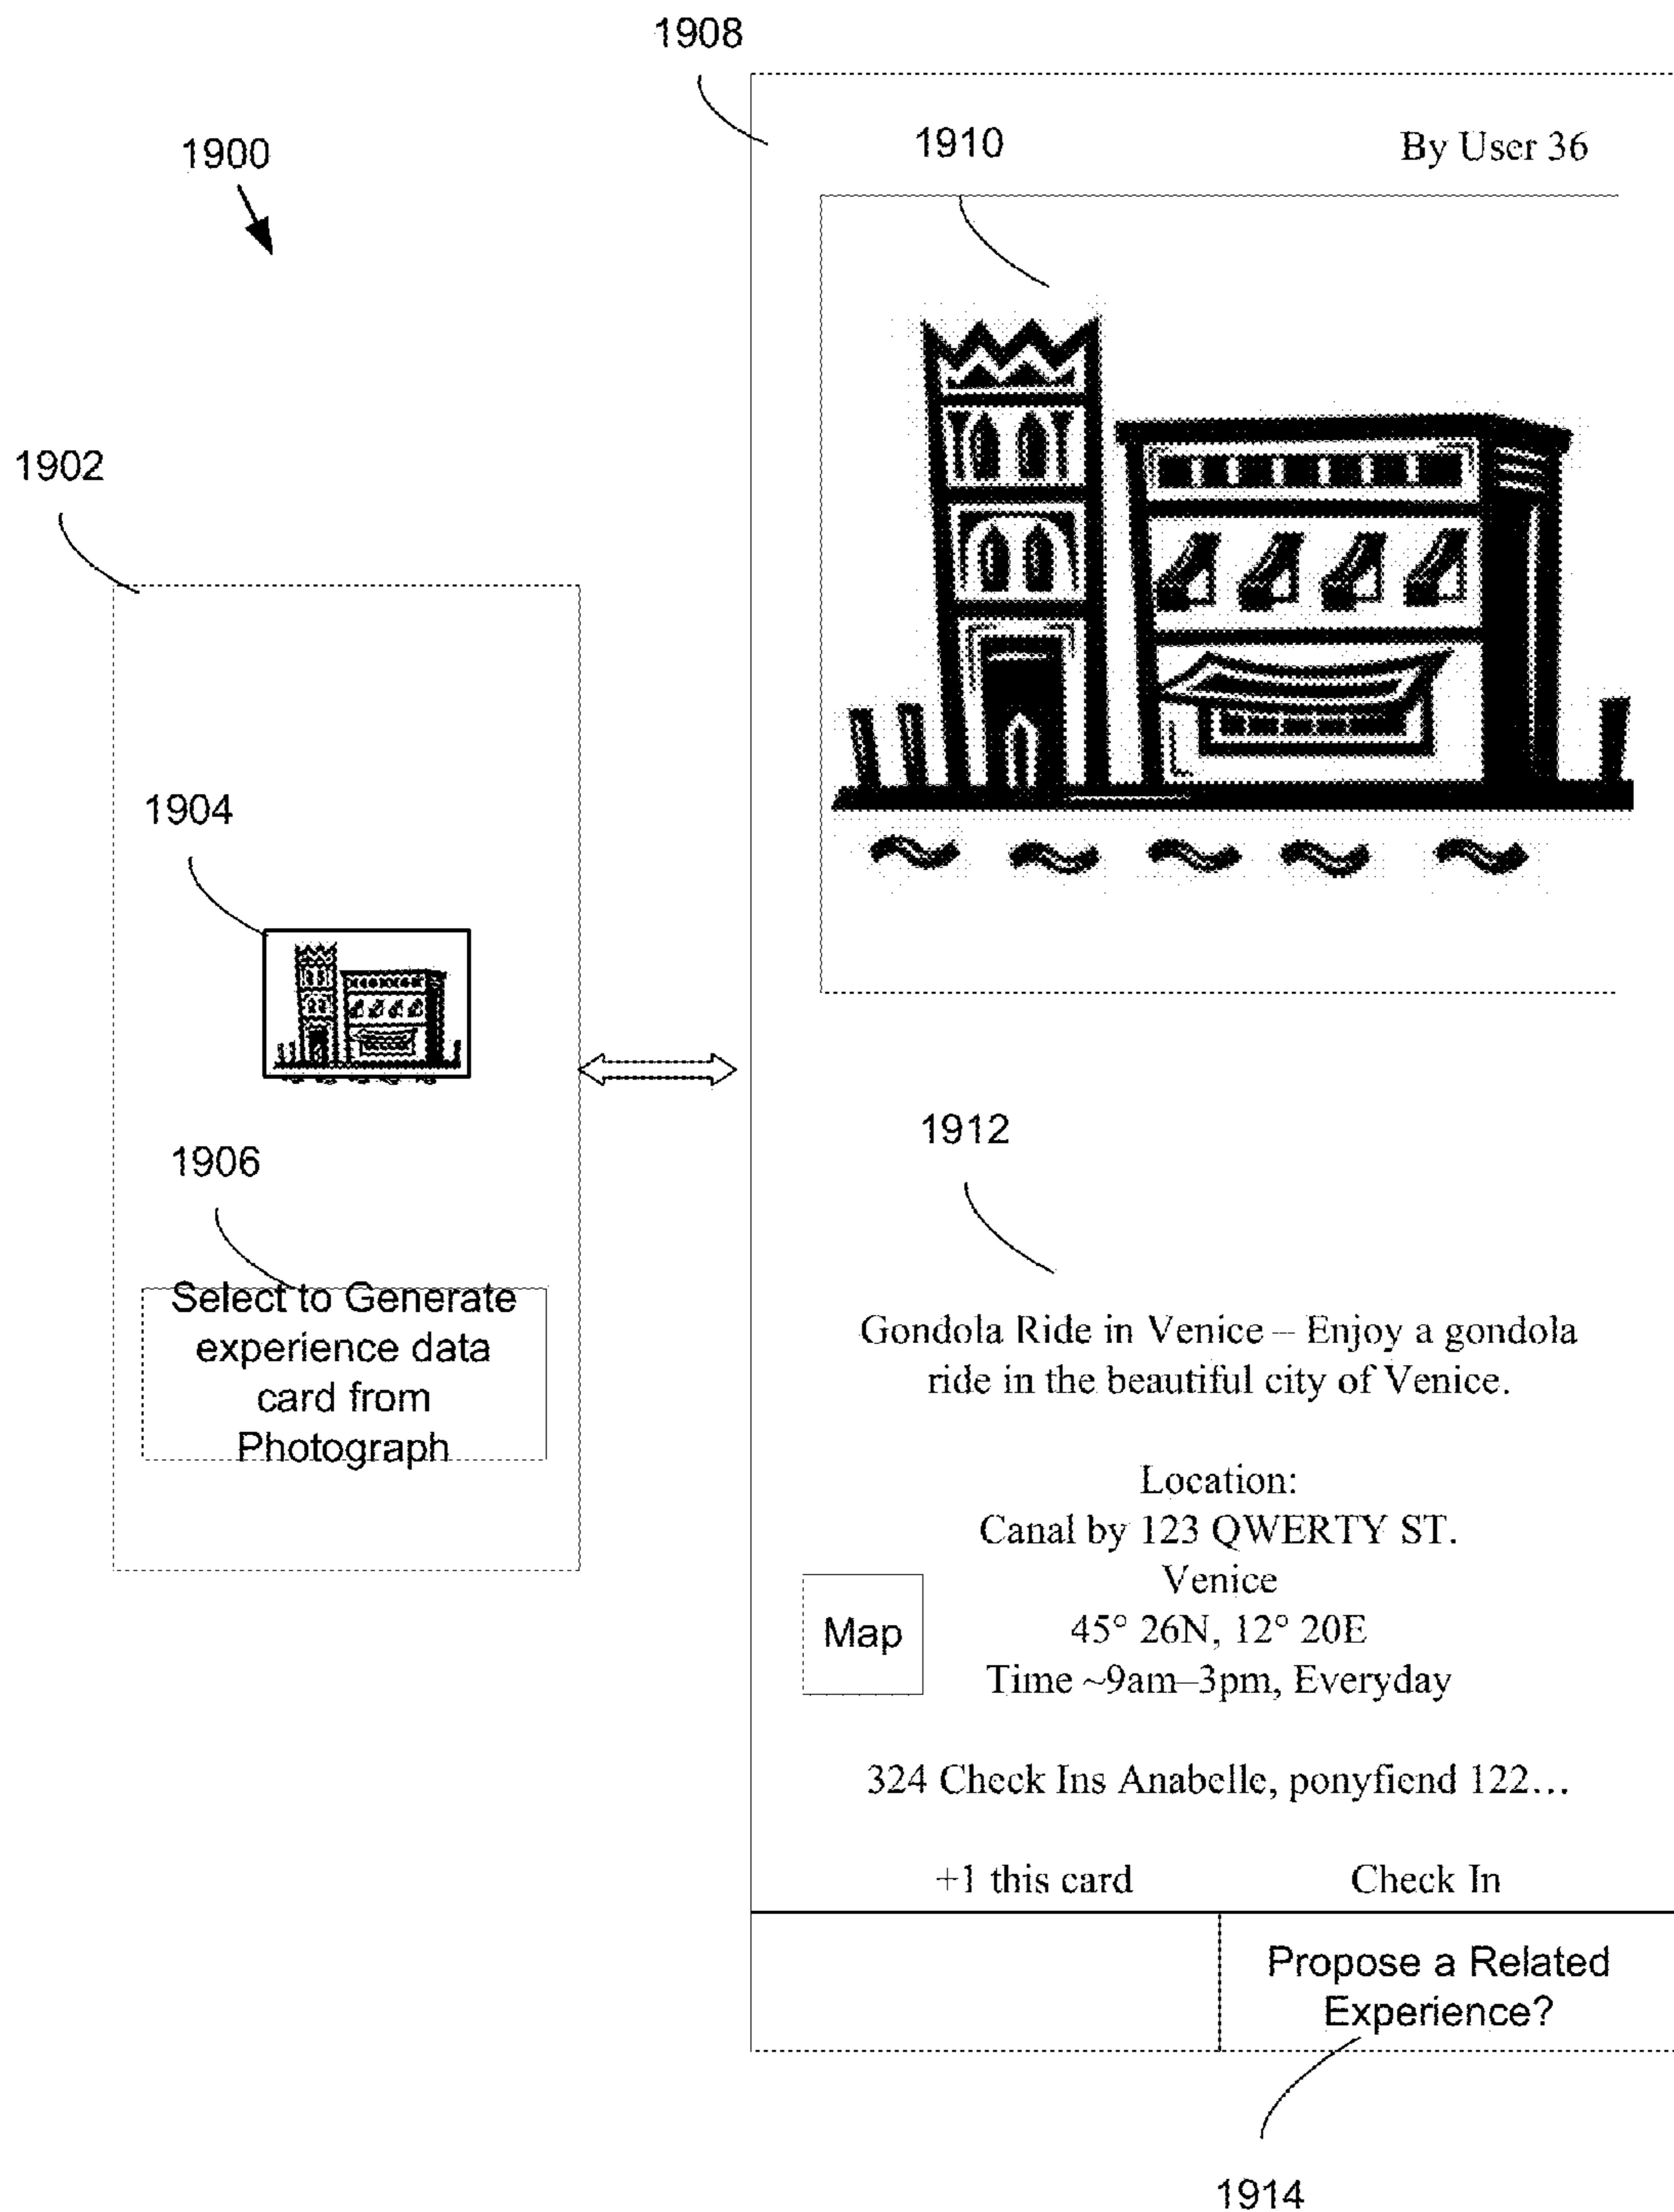 1908
1900
1910
By User 36
1902
1904
1906
Select to Generate
experience data
card from
Photograph
1912
Gondola Ride in Venice – Enjoy a gondola
ride in the beautiful city of Venice.
Location:
Canal by 123 QWERTY ST.
Venice
Map
45° 26N, 12° 20E
Time ~9am–3pm, Everyday
324 Check Ins Anabelle, ponyfiend 122…
+1 this card
Check In
Propose a Related
Experience?
1914